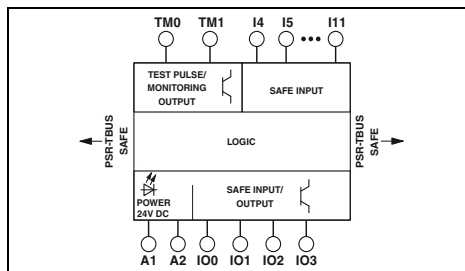 TM0 TM1 I4 I5 ••• I11
TEST PULSE/
MONITORING
OUTPUT
SAFE INPUT
PSR-TBUS
SAFE
LOGIC
PSR-TBUS
SAFE
POWER
24V DC
SAFE INPUT/
OUTPUT
A1 A2 IO0 IO1 IO2 IO3